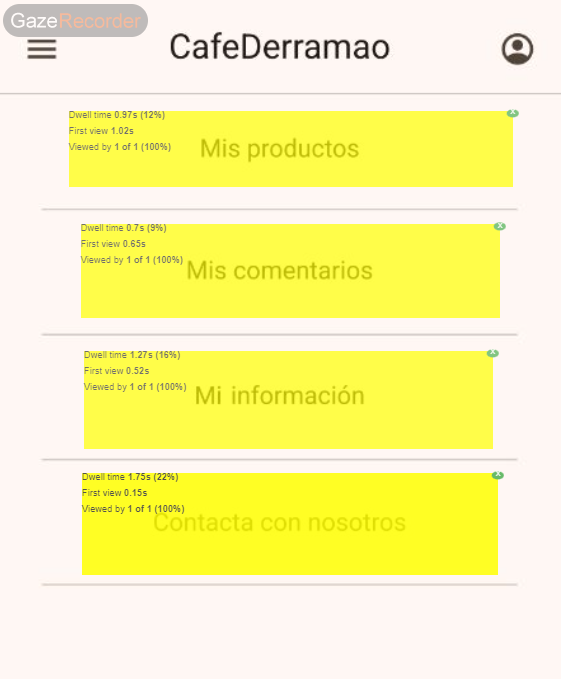 GazeRecorder
CafeDerramao
Dwell time 0.97s (12%)
First view 1.02s
Viewed by 1 of 1 (100%)
Mis productos
X
Dwell time 0.7s (9%)
First view 0.65s
Viewed by 1 of 1 (100%)
Mis comentarios
X
Dwell time 1.27s (16%)
First view 0.52s
Viewed by 1 of 1 (100%)
Mi información
X
Dwell time 1.75s (22%)
First view 0.15s
Viewed by 1 of 1 (100%)
Contacta con nosotros
X